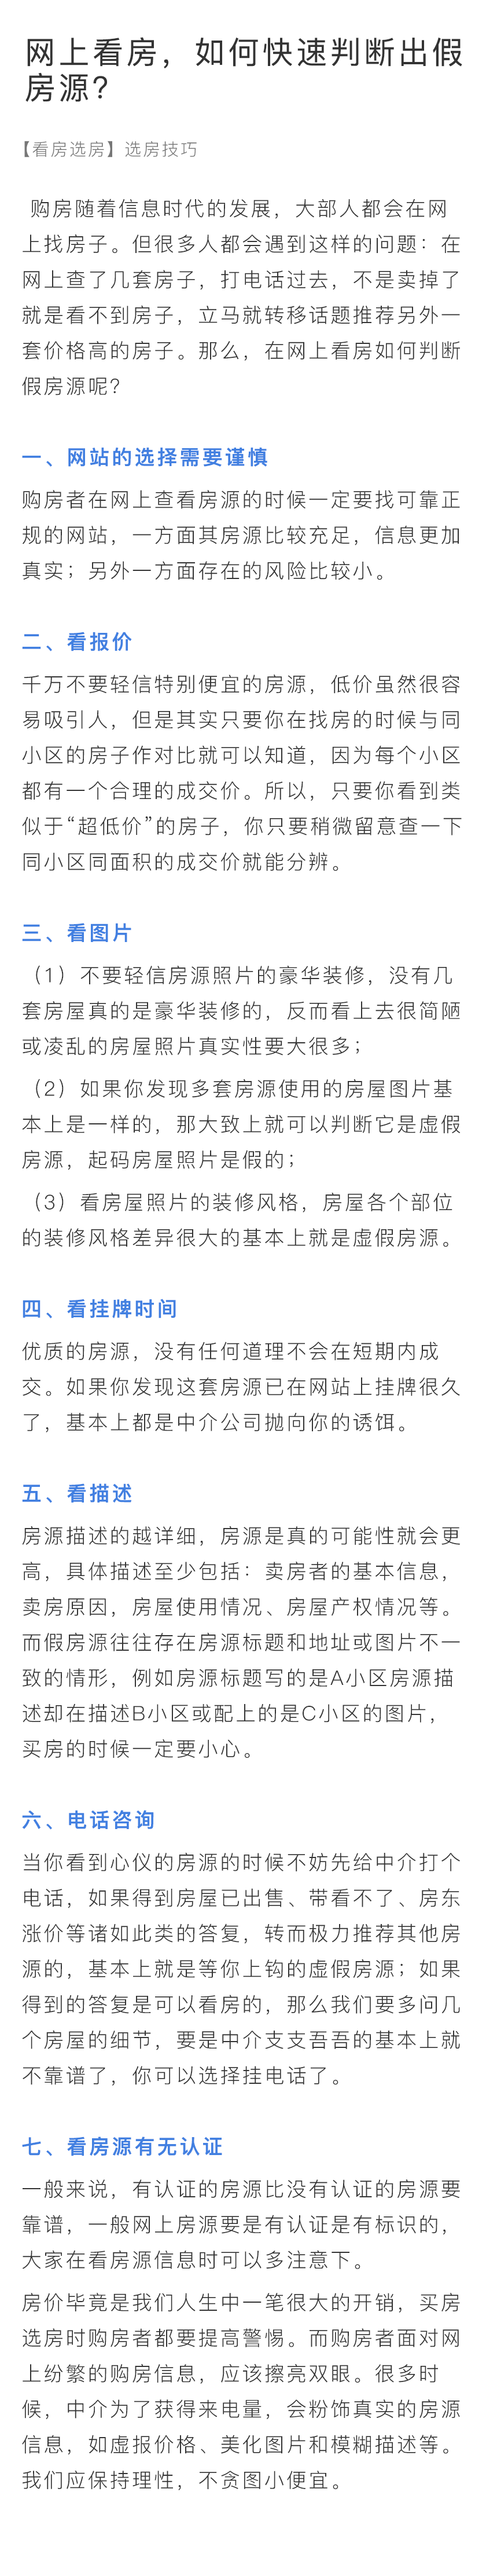 网上看房，如何快速判断出假
房源？
【看房选房】选房技巧
购房随着信息时代的发展，大部人都会在网
上找房子。但很多人都会遇到这样的问题：在
网上查了几套房子，打电话过去，不是卖掉了
就是看不到房子，立马就转移话题推荐另外一
套价格高的房子。那么，在网上看房如何判断
假房源呢？
一、网站的选择需要谨慎
购房者在网上查看房源的时候一定要找可靠正
规的网站，一方面其房源比较充足，信息更加
真实；另外一方面存在的风险比较小。
二、看报价
千万不要轻信特别便宜的房源，低价虽然很容
易吸引人，但是其实只要你在找房的时候与同
小区的房子作对比就可以知道，因为每个小区
都有一个合理的成交价。所以，只要你看到类
似于“超低价”的房子，你只要稍微留意查一下
同小区同面积的成交价就能分辨。
三、看图片
（1）不要轻信房源照片的豪华装修，没有几
套房屋真的是豪华装修的，反而看上去很简陋
或凌乱的房屋照片真实性要大很多；
（2）如果你发现多套房源使用的房屋图片基
本上是一样的，那大致上就可以判断它是虚假
房源，起码房屋照片是假的；
（3）看房屋照片的装修风格，房屋各个部位
的装修风格差异很大的基本上就是虚假房源。
四、看挂牌时间
优质的房源，没有任何道理不会在短期内成
交。如果你发现这套房源已在网站上挂牌很久
了，基本上都是中介公司抛向你的诱饵。
五、看描述
房源描述的越详细，房源是真的可能性就会更
高，具体描述至少包括：卖房者的基本信息，
卖房原因，房屋使用情况、房屋产权情况等。
而假房源往往存在房源标题和地址或图片不一
致的情形，例如房源标题写的是A小区房源描
述却在描述B小区或配上的是C小区的图片，
买房的时候一定要小心。
六、电话咨询
当你看到心仪的房源的时候不妨先给中介打个
电话，如果得到房屋已出售、带看不了、房东
涨价等诸如此类的答复，转而极力推荐其他房
源的，基本上就是等你上钩的虚假房源；如果
得到的答复是可以看房的，那么我们要多问几
个房屋的细节，要是中介支支吾吾的基本上就
不靠谱了，你可以选择挂电话了。
七、看房源有无认证
一般来说，有认证的房源比没有认证的房源要
靠谱，一般网上房源要是有认证是有标识的，
大家在看房源信息时可以多注意下。
房价毕竟是我们人生中一笔很大的开销，买房
选房时购房者都要提高警惕。而购房者面对网
上纷繁的购房信息，应该擦亮双眼。很多时
候，中介为了获得来电量，会粉饰真实的房源
信息，如虚报价格、美化图片和模糊描述等。
我们应保持理性，不贪图小便宜。